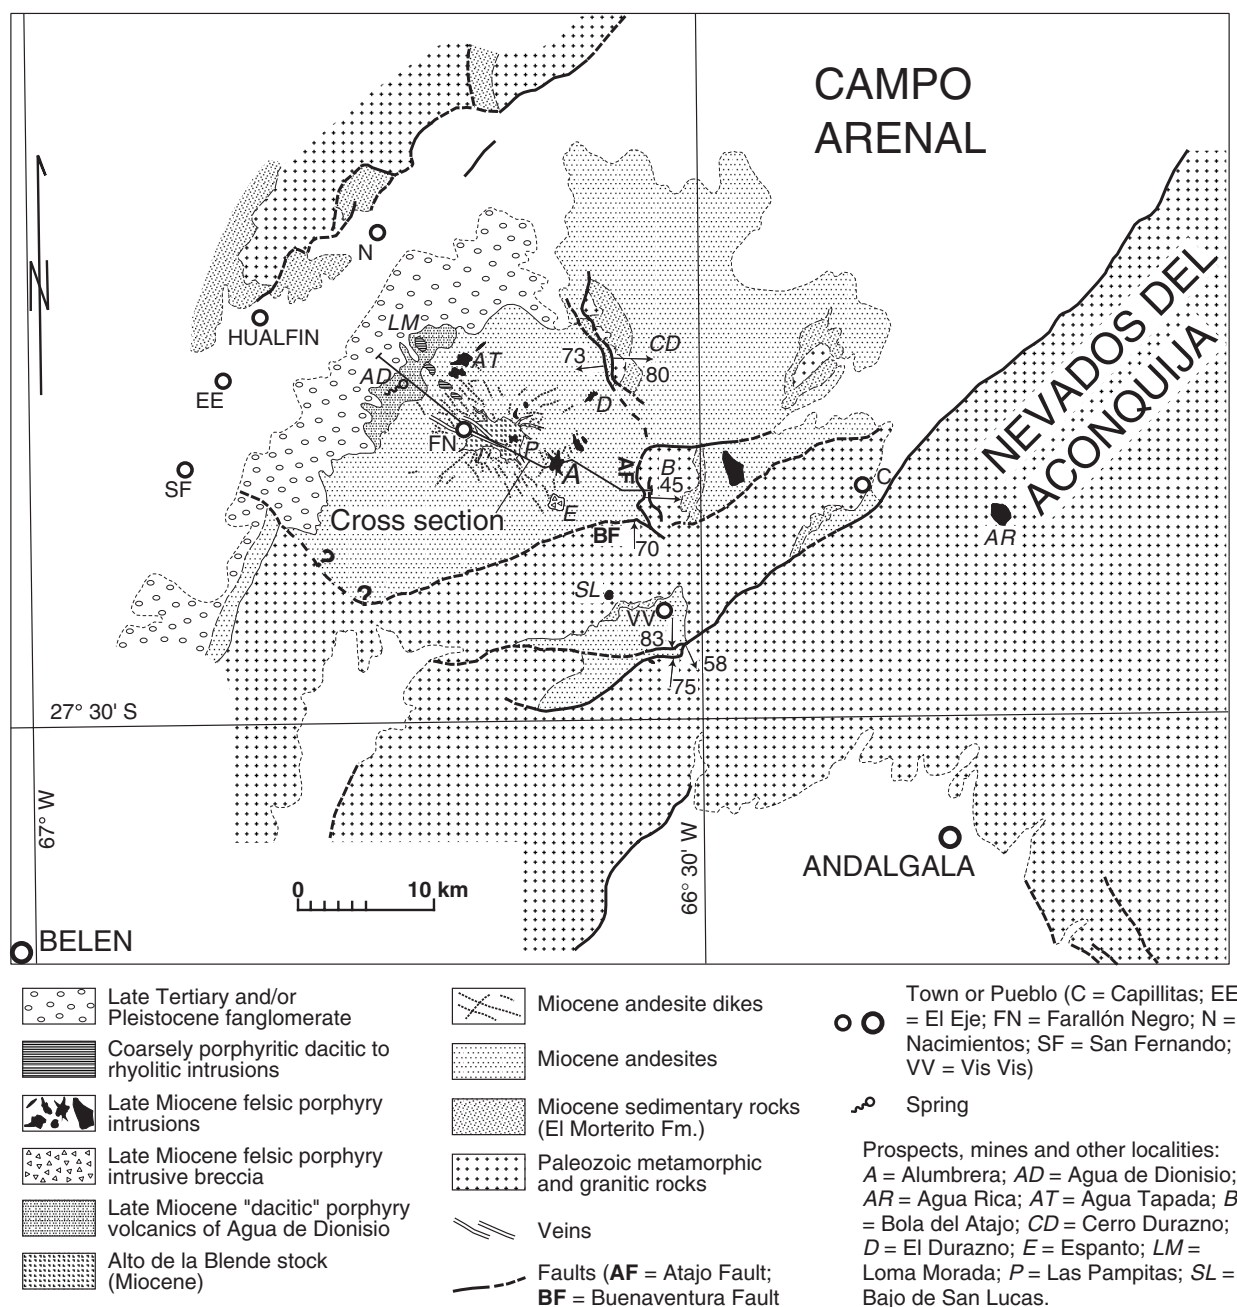 CAMPO
ARENAL
N
N
HUALFIN
LM
AT
AD
EE
FN
SF
CD
73
80
D
P
A
AF
B
45
E
C
Cross section
BF
70
NEVADOS DEL
ACONQUIJA
AR
?
?
SL
VV
83
58
75
27° 30' S
67° W
66° 30' W
ANDALGALA
0 10 km
BELEN
Late Tertiary and/or
Pleistocene fanglomerate
Coarsely porphyritic dacitic to
rhyolitic intrusions
Late Miocene felsic porphyry
intrusions
Late Miocene felsic porphyry
intrusive breccia
Late Miocene "dacitic" porphyry
volcanics of Agua de Dionisio
Alto de la Blende stock
(Miocene)
Miocene andesite dikes
Miocene andesites
Miocene sedimentary rocks
(El Morterito Fm.)
Paleozoic metamorphic
and granitic rocks
Veins
Faults (AF = Atajo Fault;
BF = Buenaventura Fault
Town or Pueblo (C = Capillitas; EE
= El Eje; FN = Farallón Negro; N =
Nacimientos; SF = San Fernando;
VV = Vis Vis)
Spring
Prospects, mines and other localities:
A = Alumbrera; AD = Agua de Dionisio;
AR = Agua Rica; AT = Agua Tapada; B
= Bola del Atajo; CD = Cerro Durazno;
D = El Durazno; E = Espanto; LM =
Loma Morada; P = Las Pampitas; SL =
Bajo de San Lucas.